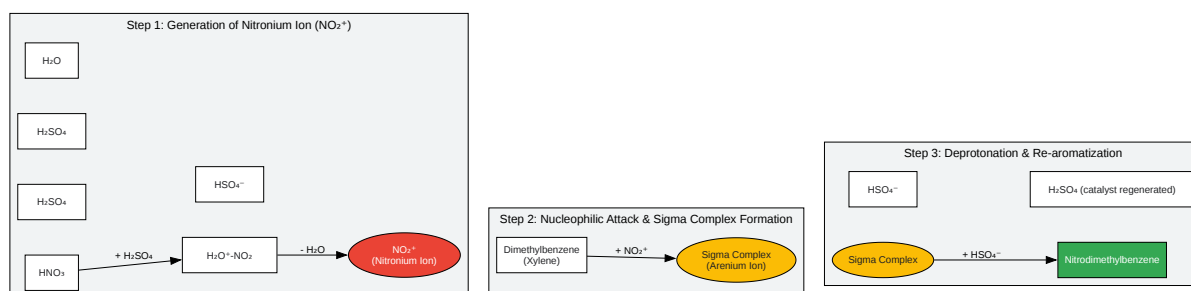 Step 1: Generation of Nitronium Ion (NO₂⁺)
H₂O
H₂SO₄
H₂SO₄
HSO₄⁻
HNO₃
+ H₂SO₄
H₂O⁺-NO₂
- H₂O
NO₂⁺
(Nitronium Ion)
Step 2: Nucleophilic Attack & Sigma Complex Formation
Dimethylbenzene
(Xylene)
+ NO₂⁺
Sigma Complex
(Arenium Ion)
Step 3: Deprotonation & Re-aromatization
HSO₄⁻
H₂SO₄ (catalyst regenerated)
Sigma Complex
+ HSO₄⁻
Nitrodimethylbenzene